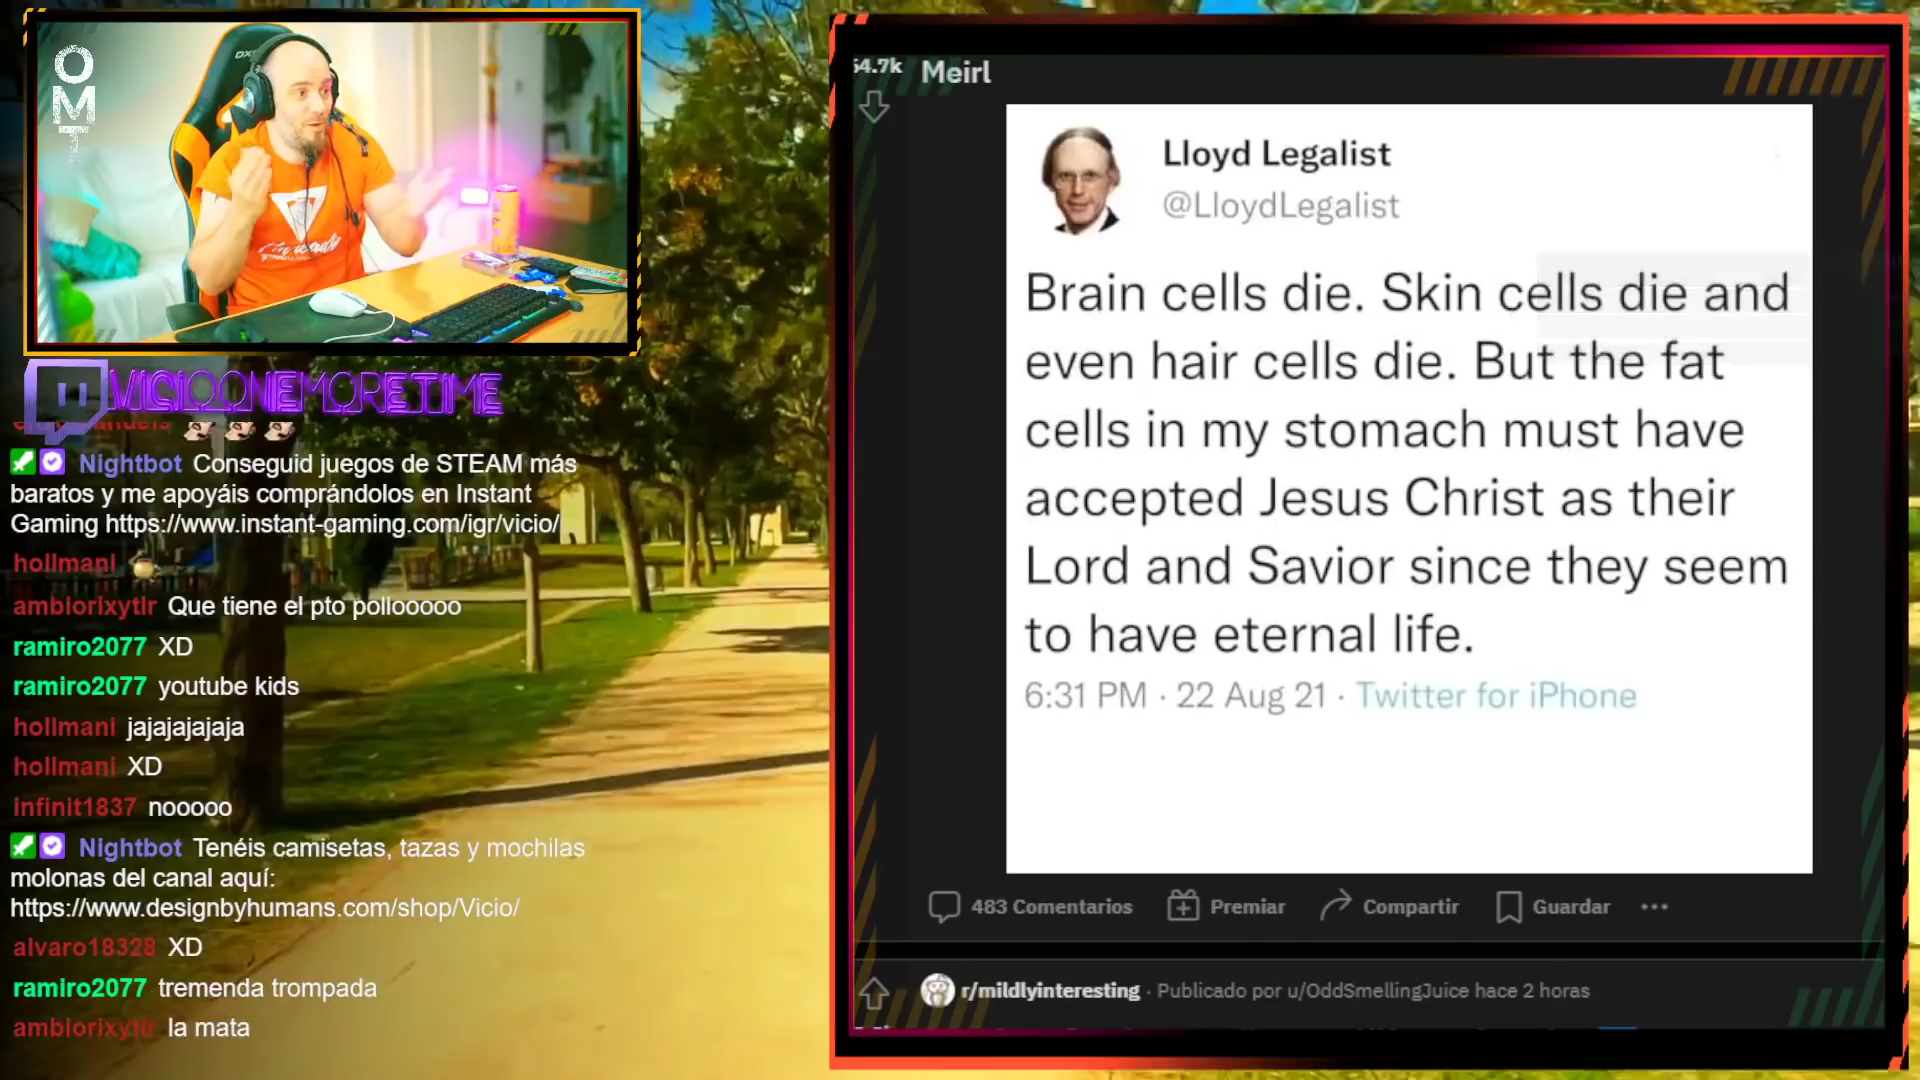 OMT
VICIOONEMORETIME
Nightbot Conseguid juegos de STEAM más
baratos y me apoyáis comprándolos en Instant
Gaming https://www.instant-gaming.com/igr/vicio/
hollmani
ambiorixytlr Que tiene el pto pollooooo
ramiro2077 XD
ramiro2077 youtube kids
hollmani jajajajajaja
hollmani XD
infinit1837 nooooo
Nightbot Tenéis camisetas, tazas y mochilas
molonas del canal aquí:
https://www.designbyhumans.com/shop/Vicio/
alvaro18328 XD
ramiro2077 tremenda trompada
ambiorixytlr la mata
54.7k Meirl
Lloyd Legalist
@LloydLegalist
Brain cells die. Skin cells die and
even hair cells die. But the fat
cells in my stomach must have
accepted Jesus Christ as their
Lord and Savior since they seem
to have eternal life.
6:31 PM · 22 Aug 21 · Twitter for iPhone
483 Comentarios Premiar Compartir Guardar
r/mildlyinteresting · Publicado por u/OddSmellingJuice hace 2 horas